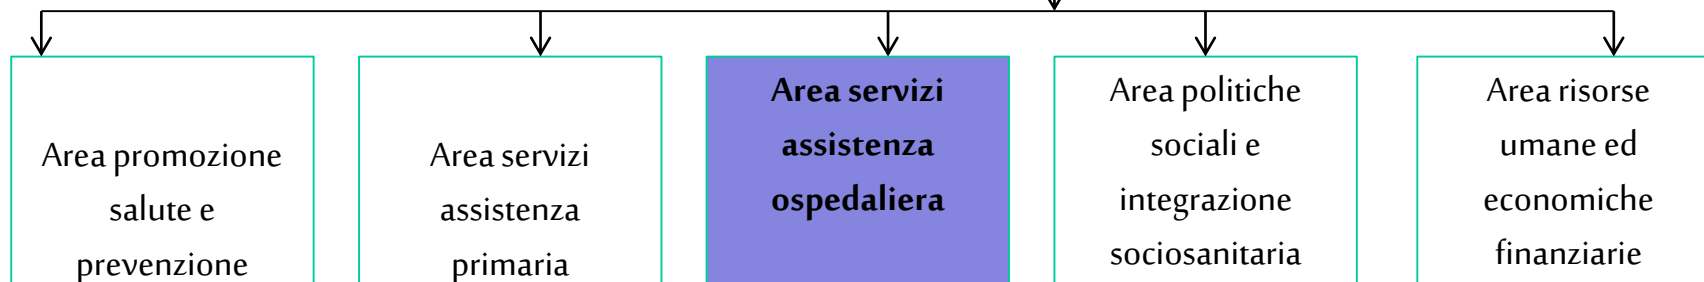 Area promozione
salute e
prevenzione
Area servizi
assistenza
primaria
Area servizi
assistenza
ospedaliera
Area politiche
sociali e
integrazione
sociosanitaria
Area risorse
umane ed
economiche
finanziarie